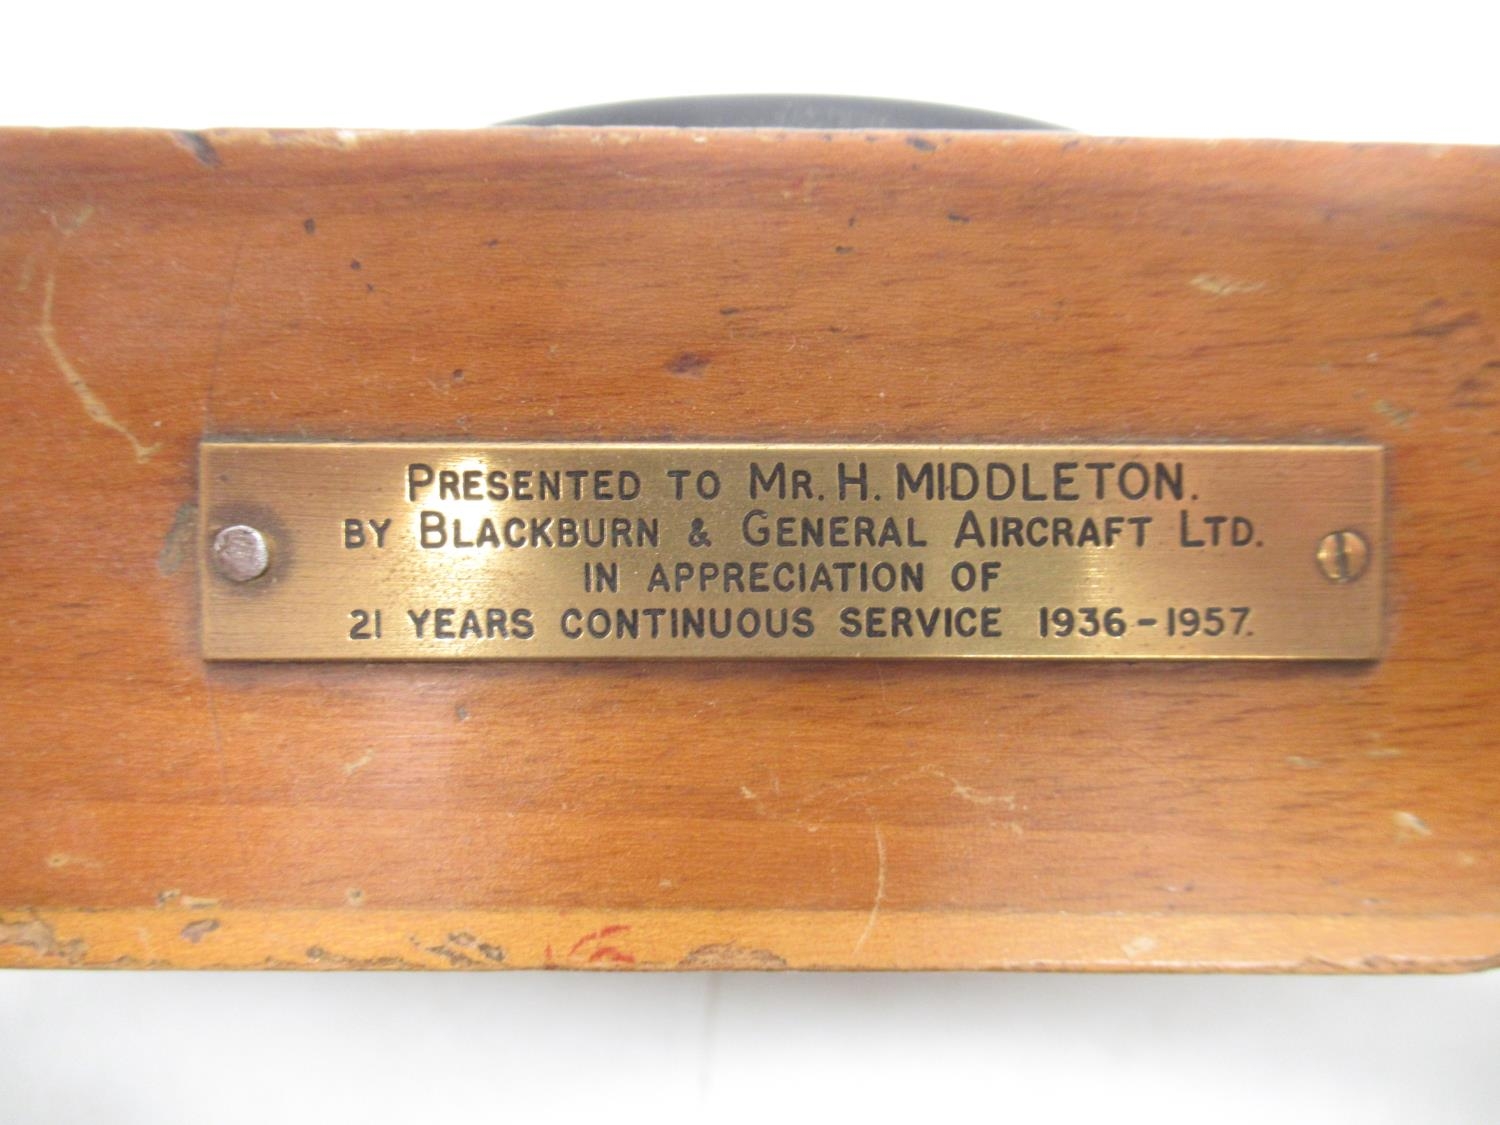 PRESENTED TO MR. H. MIDDLETON.
BY BLACKBURN & GENERAL AIRCRAFT LTD.
IN APPRECIATION OF
21 YEARS CONTINUOUS SERVICE 1936-1957.